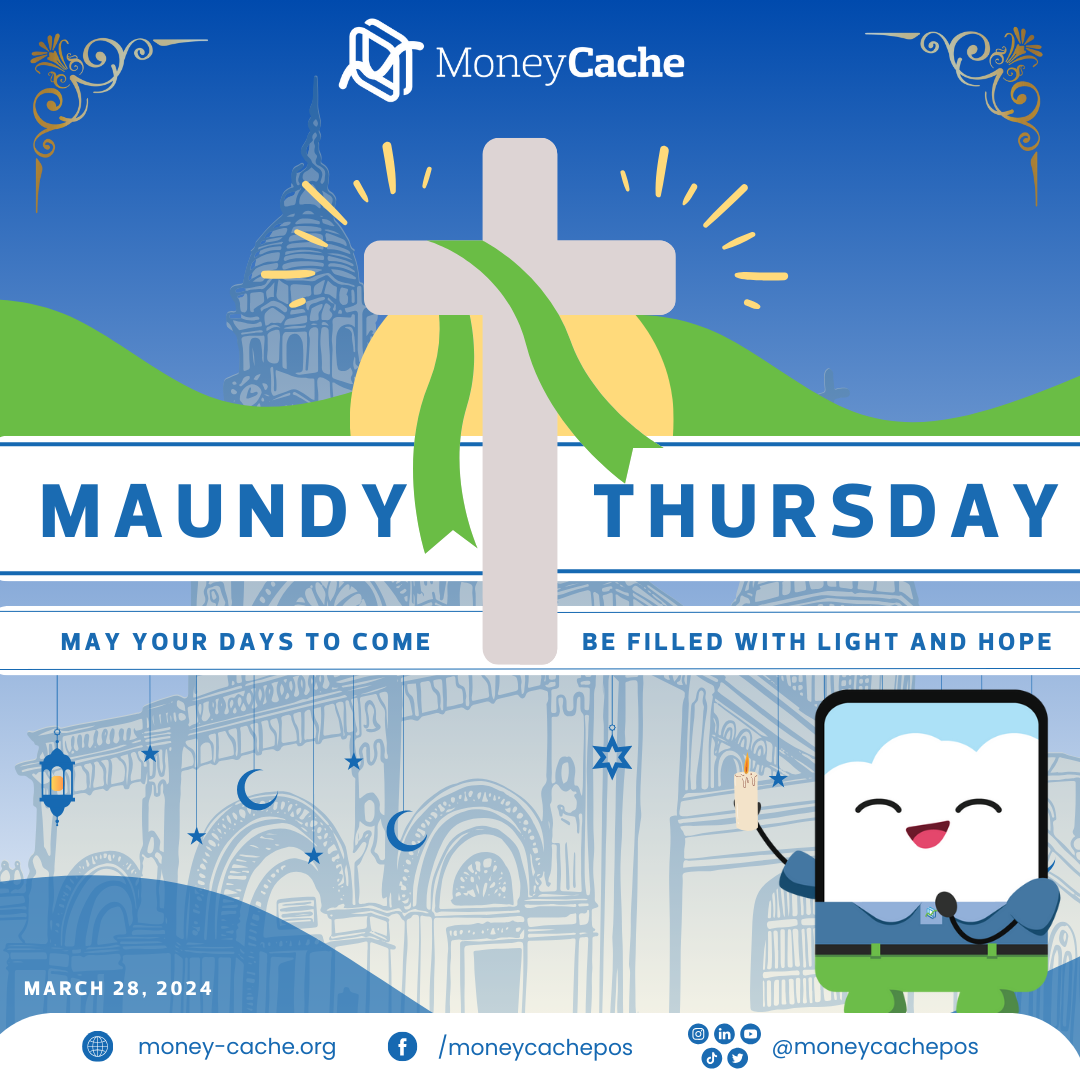 MoneyCache
MAUNDY THURSDAY
MAY YOUR DAYS TO COME BE FILLED WITH LIGHT AND HOPE
MARCH 28, 2024
money-cache.org /moneycachepos @moneycachepos